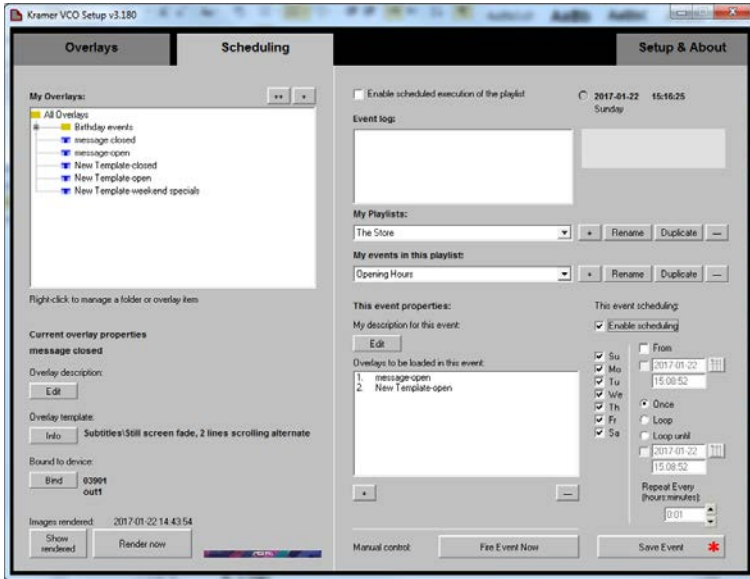 Kramer VCO Setup v3.180
Overlays
Scheduling
Setup & About
My Overlays:
++
+
All Overlays
Birthday events
message closed
message-open
New Template-closed
New Template-open
New Template-weekend specials
Right-click to manage a folder or overlay item
Current overlay properties
message closed
Overlay description:
Edit
Overlay template:
Info
Subtitles\Still screen fade, 2 lines scrolling alternate
Bound to device:
Bind
03901
out1
Images rendered:
2017-01-22 14:43:54
Show rendered
Render now
Enable scheduled execution of the playlist
2017-01-22 15:16:25
Sunday
Event log:
My Playlists:
The Store
+
Rename
Duplicate
—
My events in this playlist:
Opening Hours
+
Rename
Duplicate
—
This event properties:
My description for this event:
Edit
Overlays to be loaded in this event:
1. message-open
2. New Template-open
+
—
This event scheduling:
Enable scheduling
Su
Mo
Tu
We
Th
Fr
Sa
From
2017-01-22
15:08:52
Once
Loop
Loop until
2017-01-22
15:08:52
Repeat Every
(hours:minutes):
0:01
Manual control:
Fire Event Now
Save Event